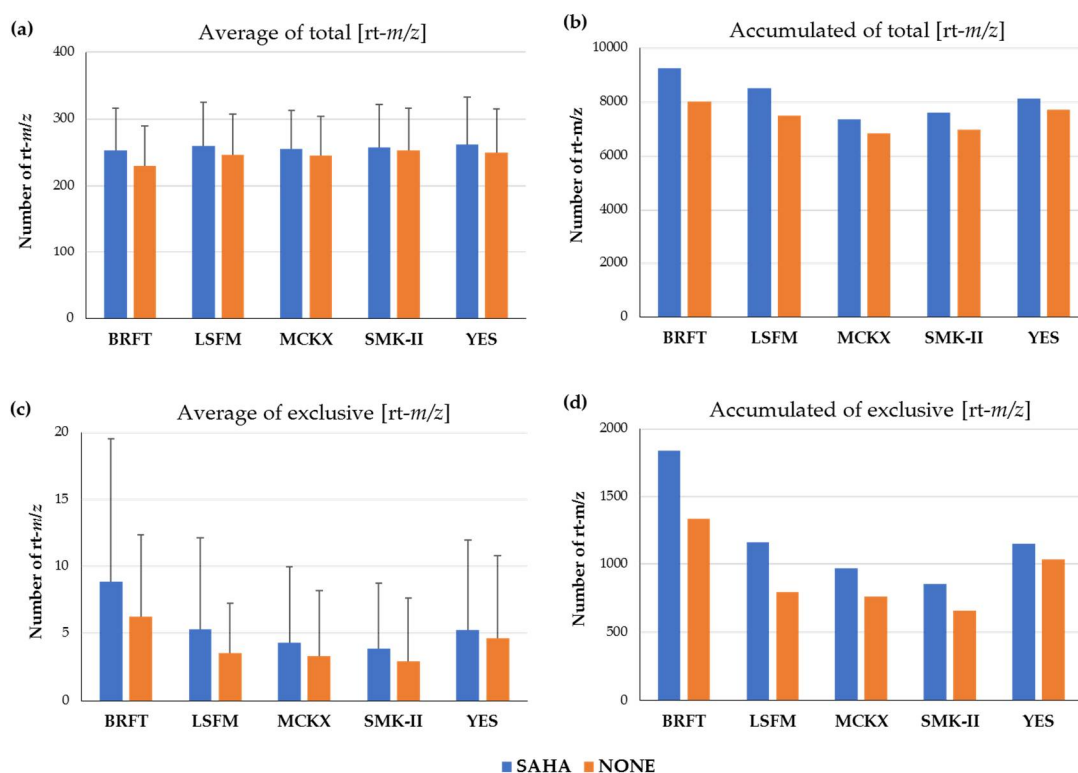 (a)
Average of total [rt-m/z]
Number of rt-m/z
400
300
200
100
0
BRFT LSFM MCKX SMK-II YES
(b)
Accumulated of total [rt-m/z]
Number of rt-m/z
10000
8000
6000
4000
2000
0
BRFT LSFM MCKX SMK-II YES
(c)
Average of exclusive [rt-m/z]
Number of rt-m/z
20
15
10
5
0
BRFT LSFM MCKX SMK-II YES
(d)
Accumulated of exclusive [rt-m/z]
Number of rt-m/z
2000
1500
1000
500
0
BRFT LSFM MCKX SMK-II YES
SAHA NONE